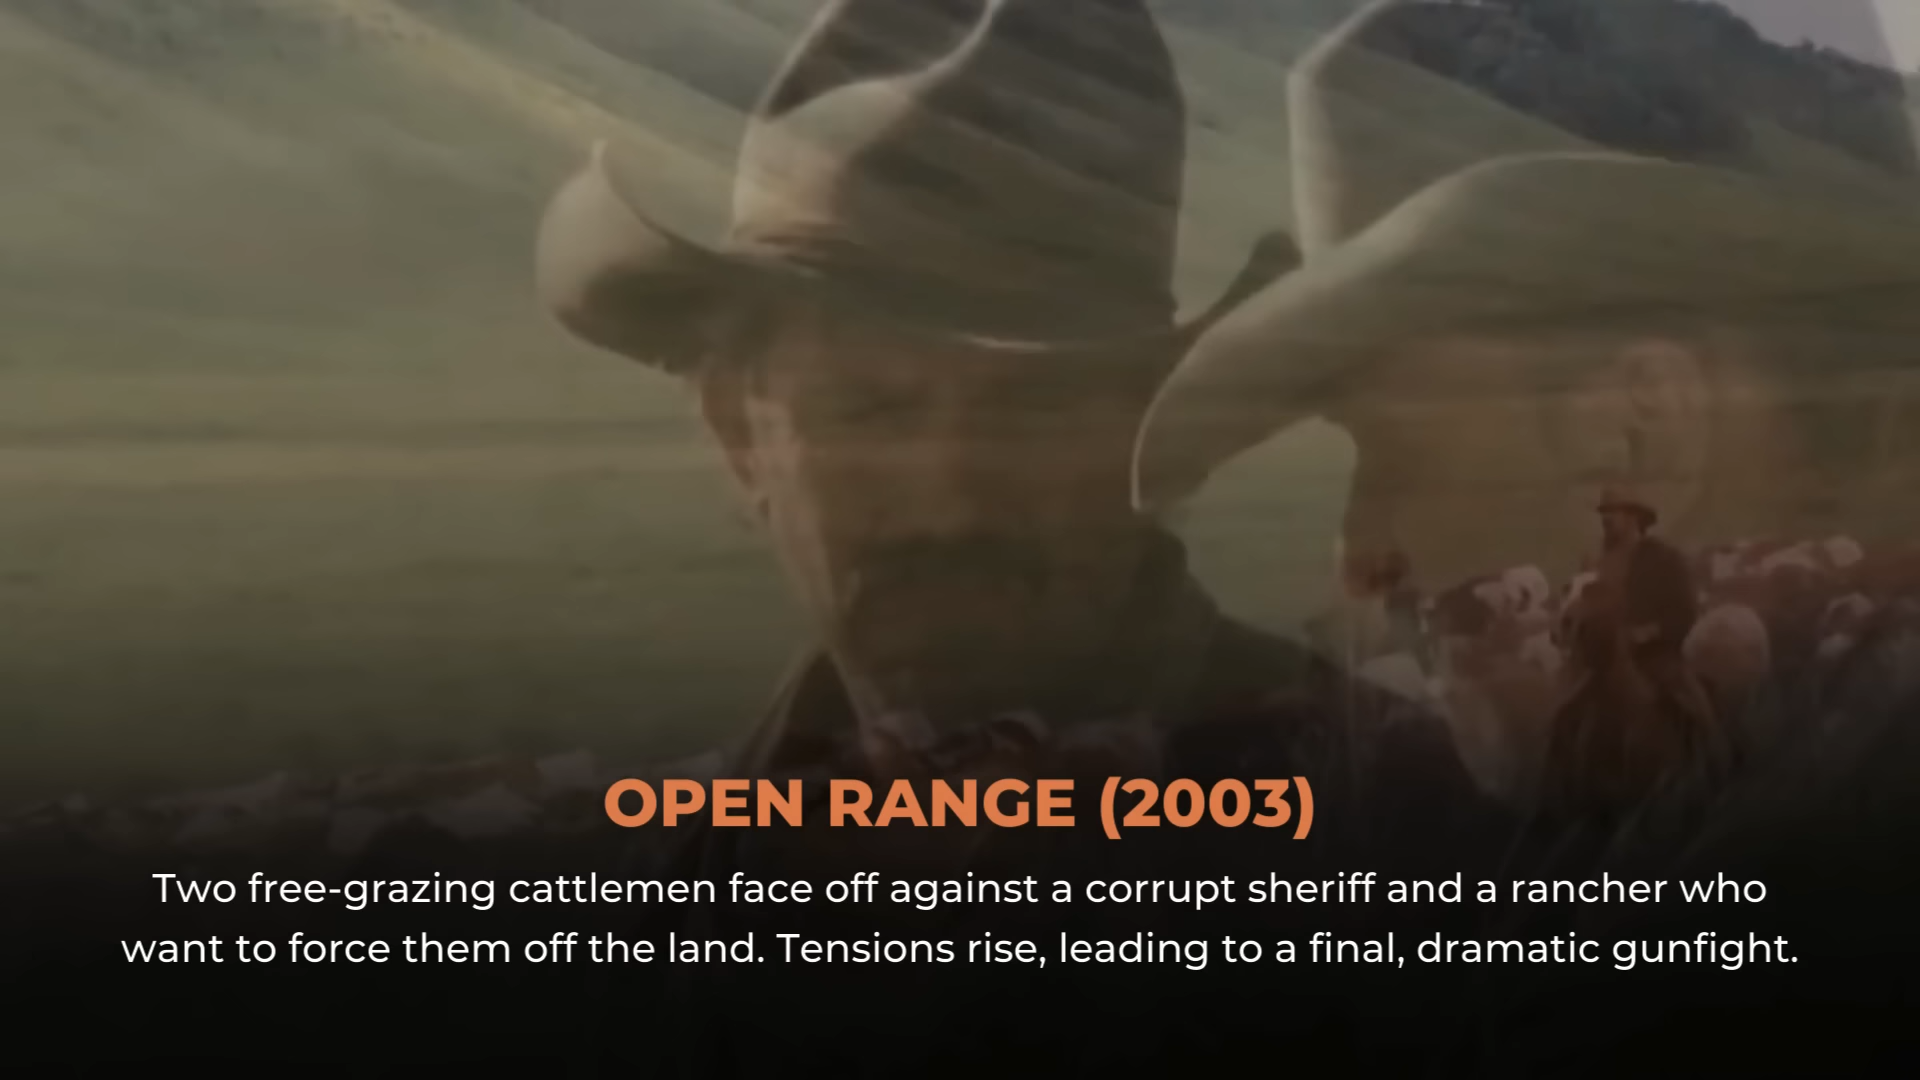 OPEN RANGE (2003)
Two free-grazing cattlemen face off against a corrupt sheriff and a rancher who
want to force them off the land. Tensions rise, leading to a final, dramatic gunfight.